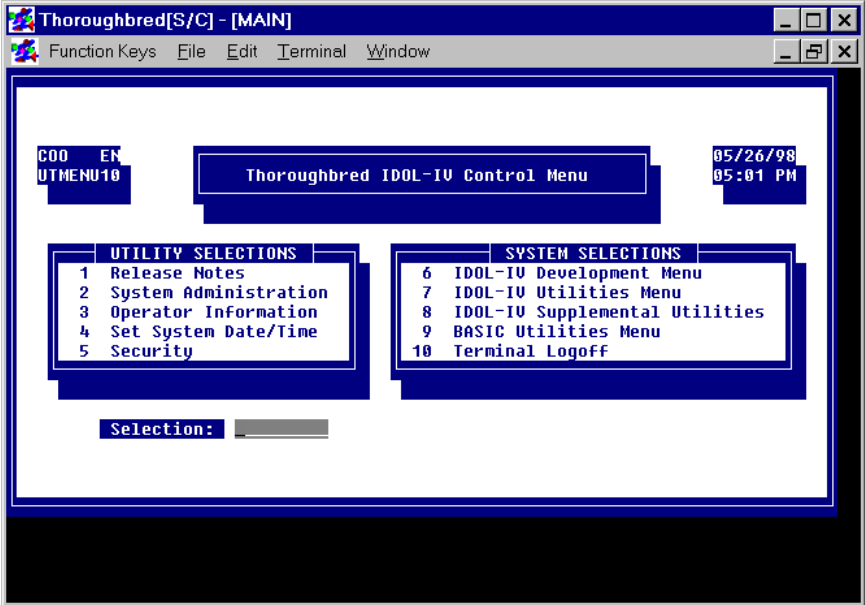 Thoroughbred[S/C] - [MAIN]
Function Keys File Edit Terminal Window
COO EN
UTMENU10
Thoroughbred IDOL-IV Control Menu
05/26/98
05:01 PM
UTILITY SELECTIONS
1 Release Notes
2 System Administration
3 Operator Information
4 Set System Date/Time
5 Security
SYSTEM SELECTIONS
6 IDOL-IV Development Menu
7 IDOL-IV Utilities Menu
8 IDOL-IV Supplemental Utilities
9 BASIC Utilities Menu
10 Terminal Logoff
Selection: